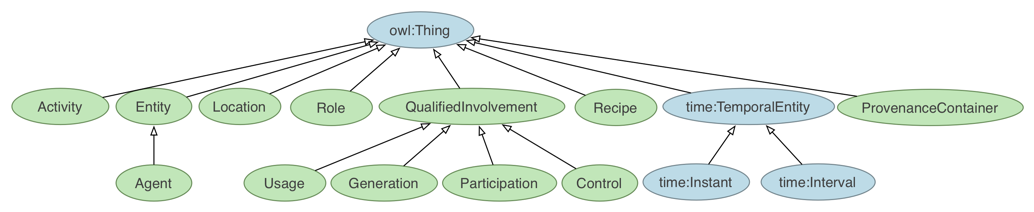 owl:Thing
Activity
Entity
Location
Role
QualifiedInvolvement
Recipe
time:TemporalEntity
ProvenanceContainer
Agent
Usage
Generation
Participation
Control
time:Instant
time:Interval